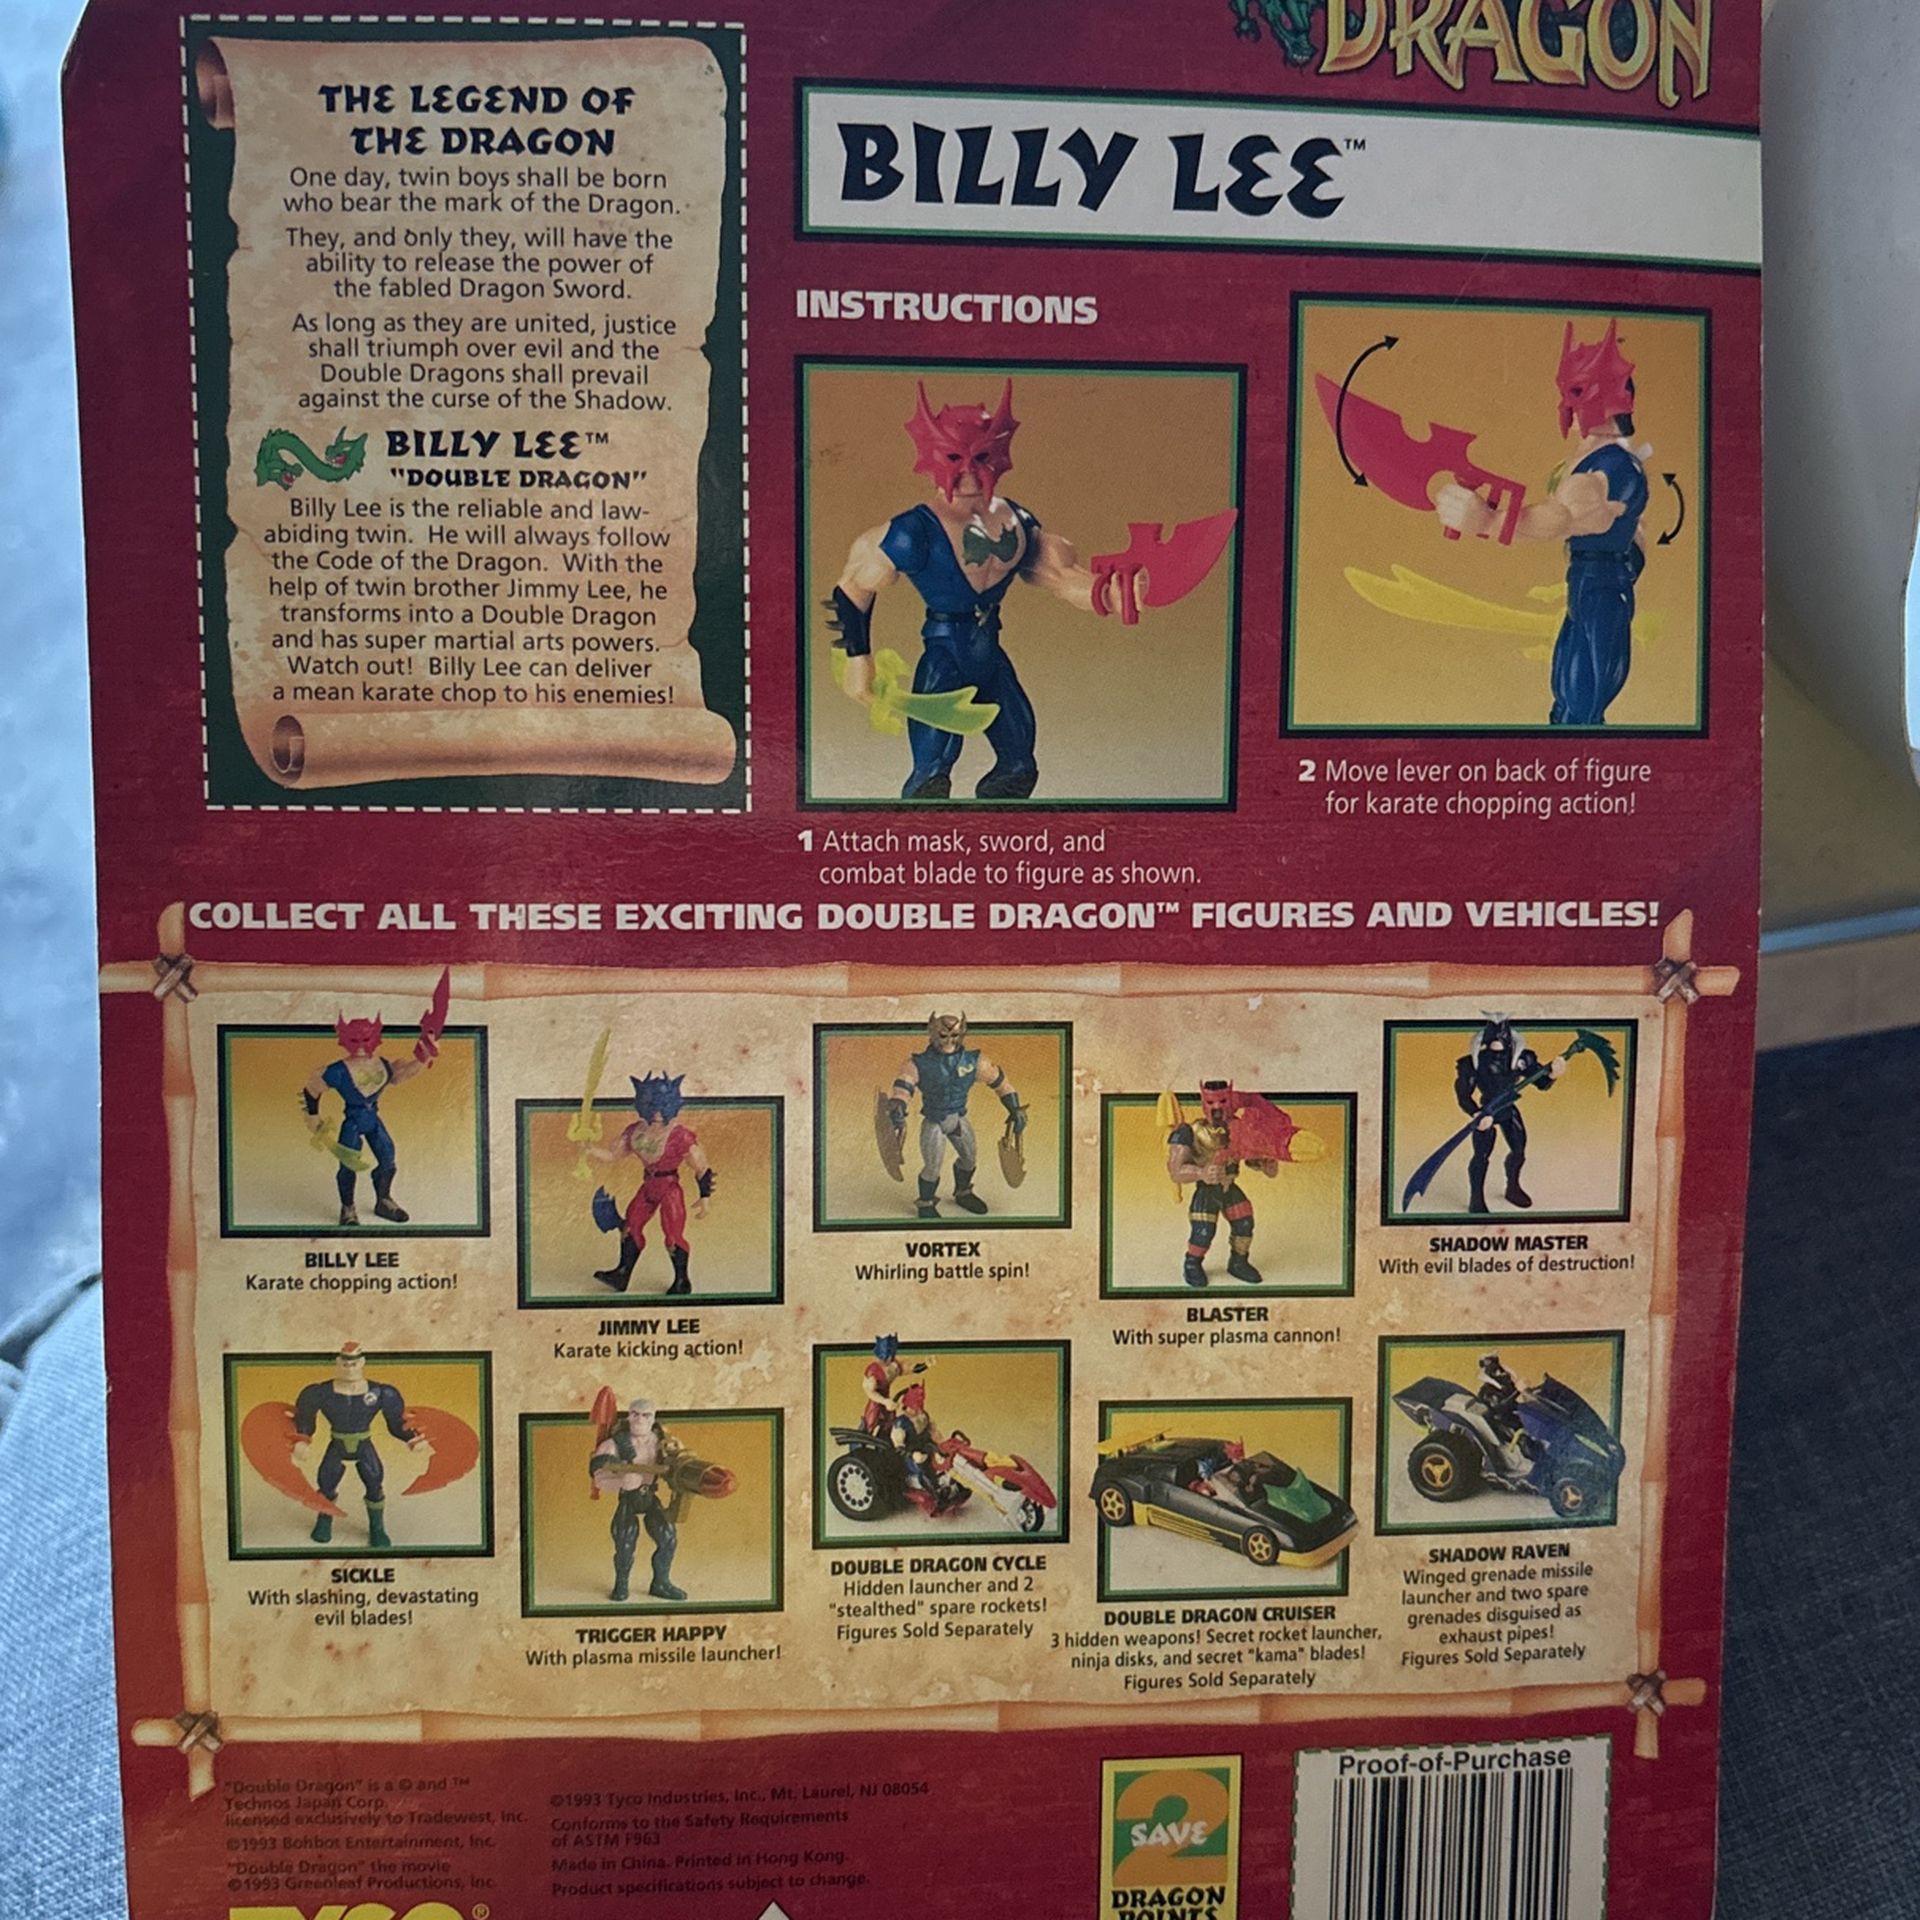 DRAGON
THE LEGEND OF
THE DRAGON
One day, twin boys shall be born
who bear the mark of the Dragon.
They, and only they, will have the
ability to release the power of
the fabled Dragon Sword.
As long as they are united, justice
shall triumph over evil and the
Double Dragons shall prevail
against the curse of the Shadow.
BILLY LEE™
"DOUBLE DRAGON"
Billy Lee is the reliable and law-
abiding twin. He will always follow
the Code of the Dragon. With the
help of twin brother Jimmy Lee, he
transforms into a Double Dragon
and has super martial arts powers.
Watch out! Billy Lee can deliver
a mean karate chop to his enemies!
BILLY LEE™
INSTRUCTIONS
1 Attach mask, sword, and
combat blade to figure as shown.
2 Move lever on back of figure
for karate chopping action!
COLLECT ALL THESE EXCITING DOUBLE DRAGON™ FIGURES AND VEHICLES!
BILLY LEE
Karate chopping action!
JIMMY LEE
Karate kicking action!
VORTEX
Whirling battle spin!
BLASTER
With super plasma cannon!
SHADOW MASTER
With evil blades of destruction!
SICKLE
With slashing, devastating
evil blades!
TRIGGER HAPPY
With plasma missile launcher!
DOUBLE DRAGON CYCLE
Hidden launcher and 2
"stealthed" spare rockets!
Figures Sold Separately
DOUBLE DRAGON CRUISER
3 hidden weapons! Secret rocket launcher,
ninja disks, and secret "kama" blades!
Figures Sold Separately
SHADOW RAVEN
Winged grenade missile
launcher and two spare
grenades disguised as
exhaust pipes!
Figures Sold Separately
"Double Dragon" is a © and ™
Technos Japan Corp.
licensed exclusively to Tradewest, Inc.
©1993 Bohbot Entertainment, Inc.
"Double Dragon" the movie
©1993 Greenleaf Productions, Inc.
©1993 Tyco Industries, Inc., Mt. Laurel, NJ 08054
Conforms to the Safety Requirements
of ASTM F963
Made in China. Printed in Hong Kong.
Product specifications subject to change.
TYCO®
2
SAVE
DRAGON
POINTS
Proof-of-Purchase